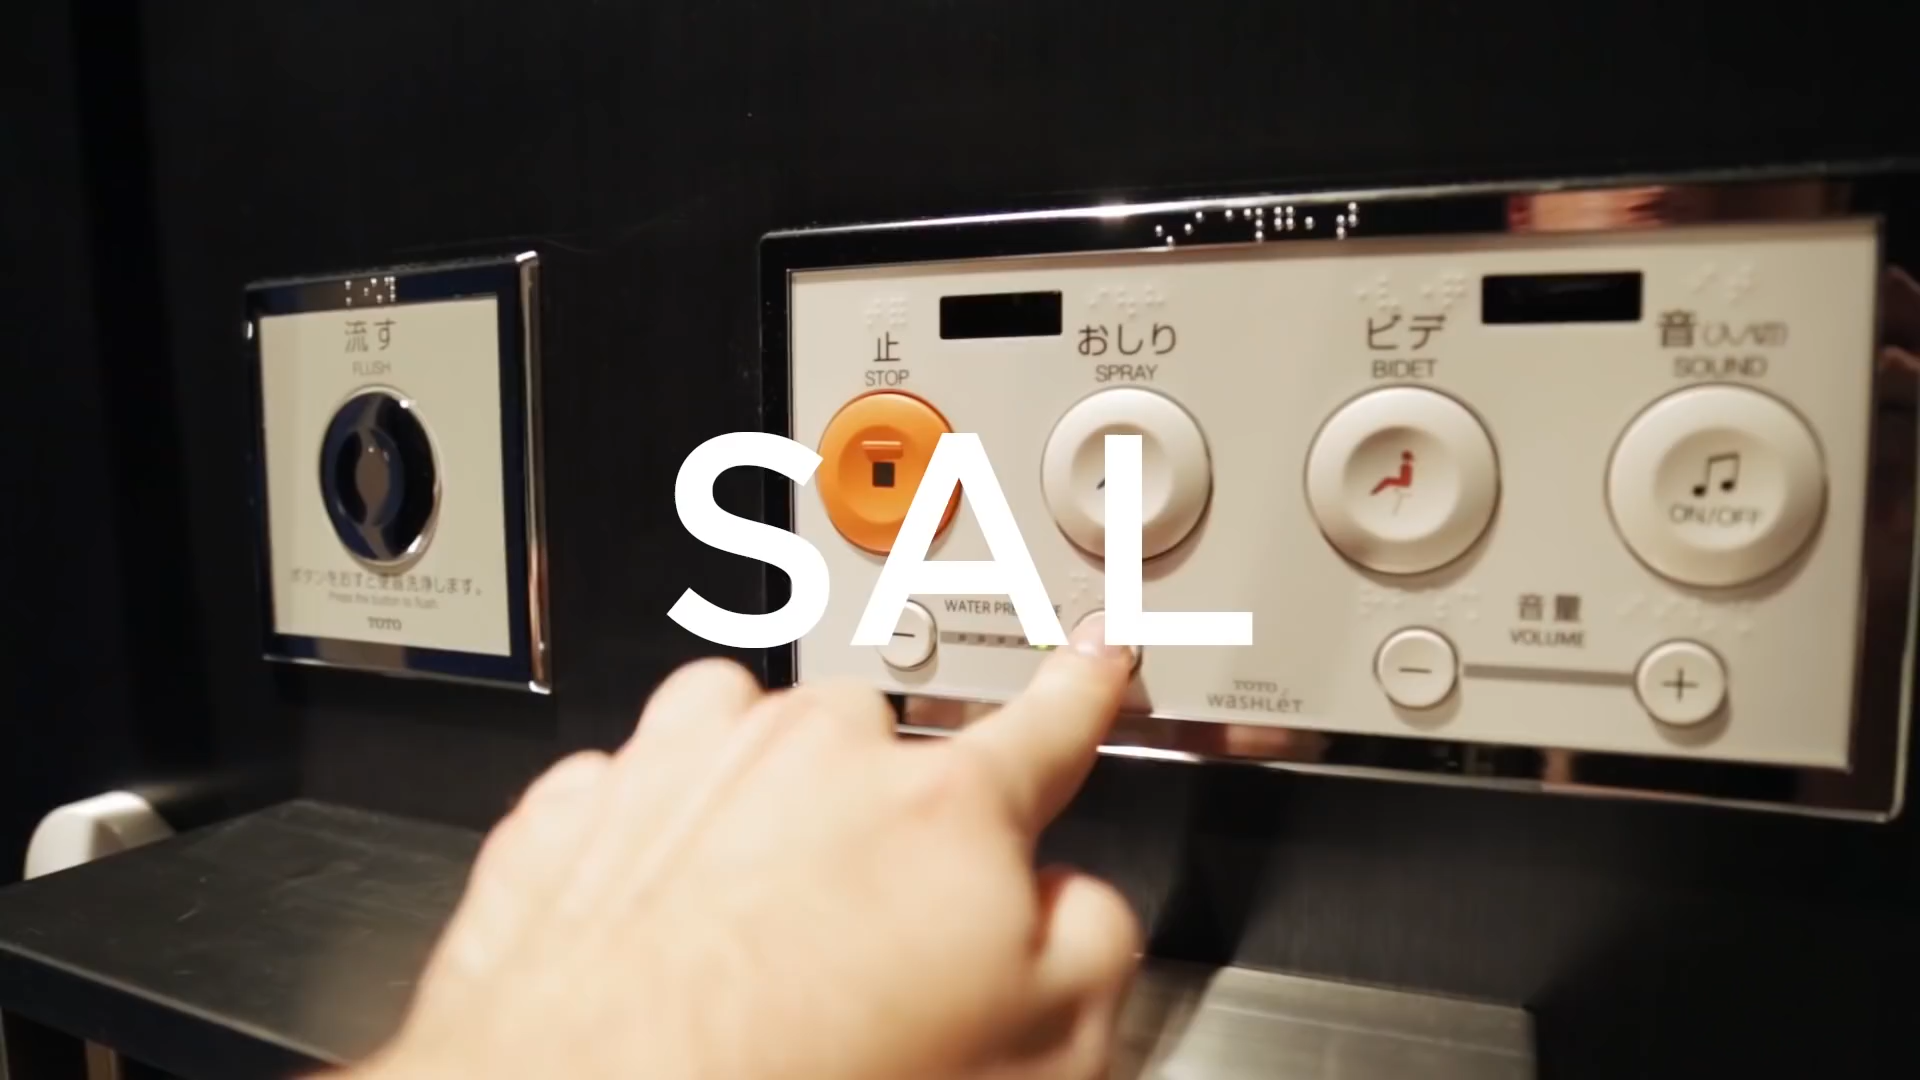 流す
FLUSH
ボタンをおすと便器洗浄します。
Press the button to flush
TOTO
止
STOP
おしり
SPRAY
ビデ
BIDET
音(入/切)
SOUND
ON/OFF
SAL
WATER PRE
音量
VOLUME
− − +
TOTO
WASHLET